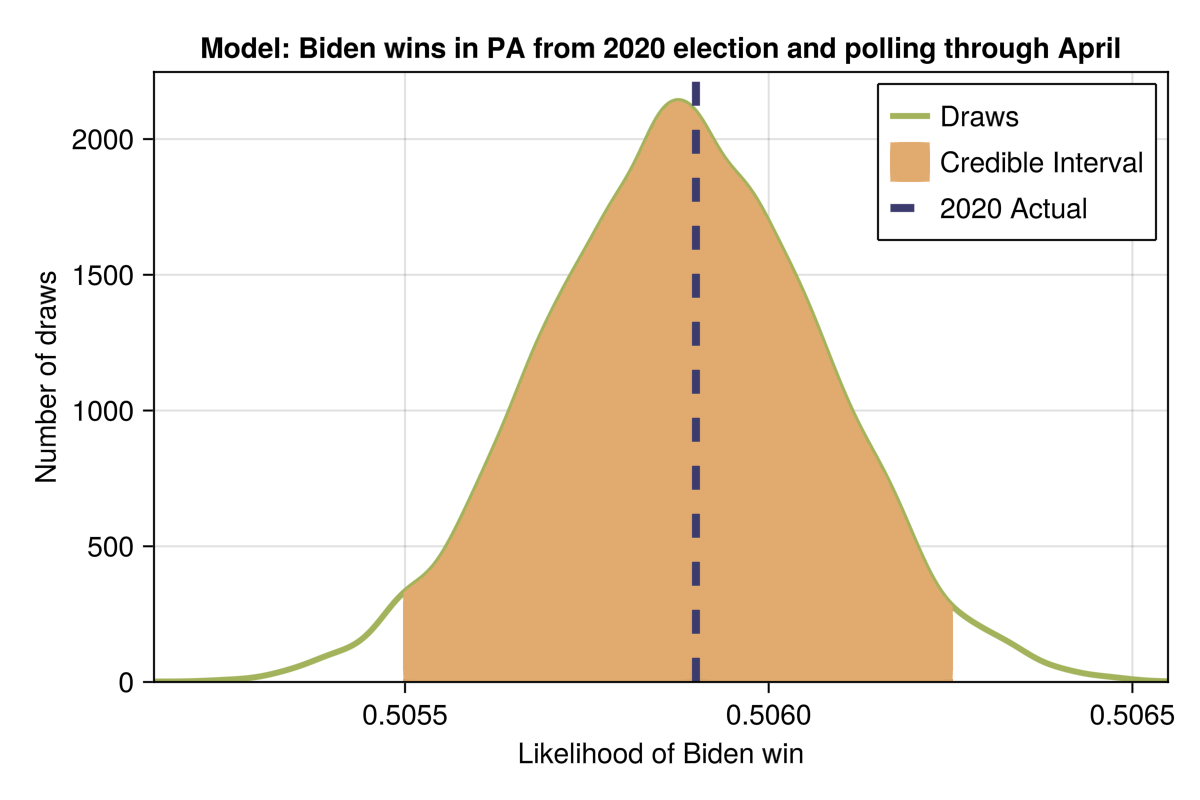 Model: Biden wins in PA from 2020 election and polling through April
Draws
Credible Interval
2020 Actual
Number of draws
2000
1500
1000
500
0
0.5055
0.5060
0.5065
Likelihood of Biden win